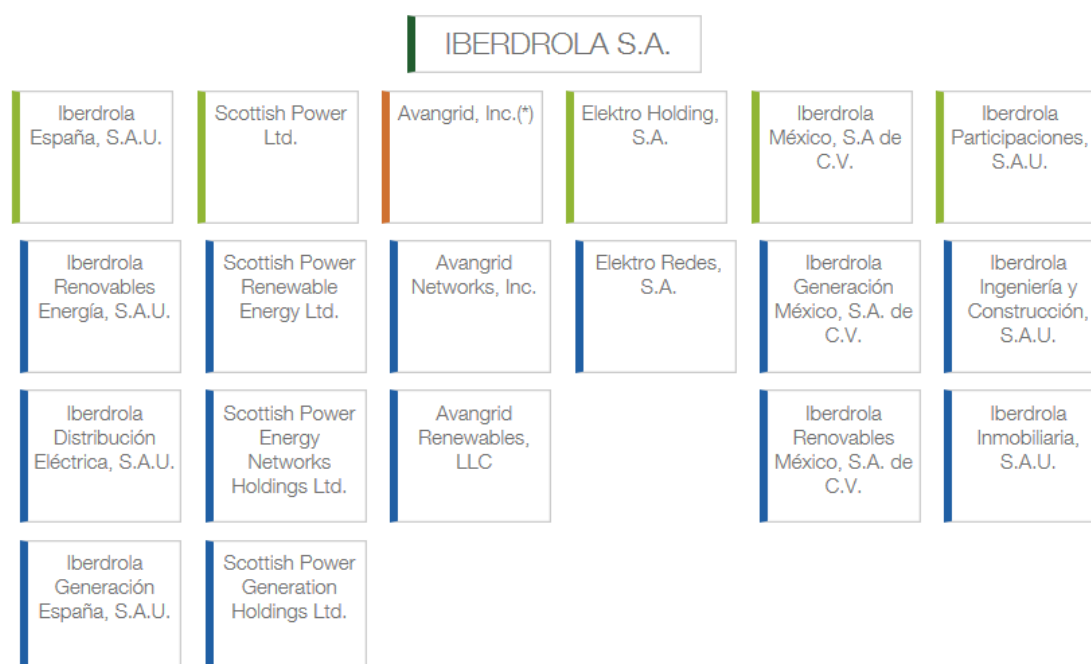 IBERDROLA S.A.
Iberdrola
España, S.A.U.
Scottish Power
Ltd.
Avangrid, Inc.(*)
Elektro Holding,
S.A.
Iberdrola
México, S.A de
C.V.
Iberdrola
Participaciones,
S.A.U.
Iberdrola
Renovables
Energía, S.A.U.
Scottish Power
Renewable
Energy Ltd.
Avangrid
Networks, Inc.
Elektro Redes,
S.A.
Iberdrola
Generación
México, S.A. de
C.V.
Iberdrola
Ingeniería y
Construcción,
S.A.U.
Iberdrola
Distribución
Eléctrica, S.A.U.
Scottish Power
Energy
Networks
Holdings Ltd.
Avangrid
Renewables,
LLC
Iberdrola
Renovables
México, S.A. de
C.V.
Iberdrola
Inmobiliaria,
S.A.U.
Iberdrola
Generación
España, S.A.U.
Scottish Power
Generation
Holdings Ltd.